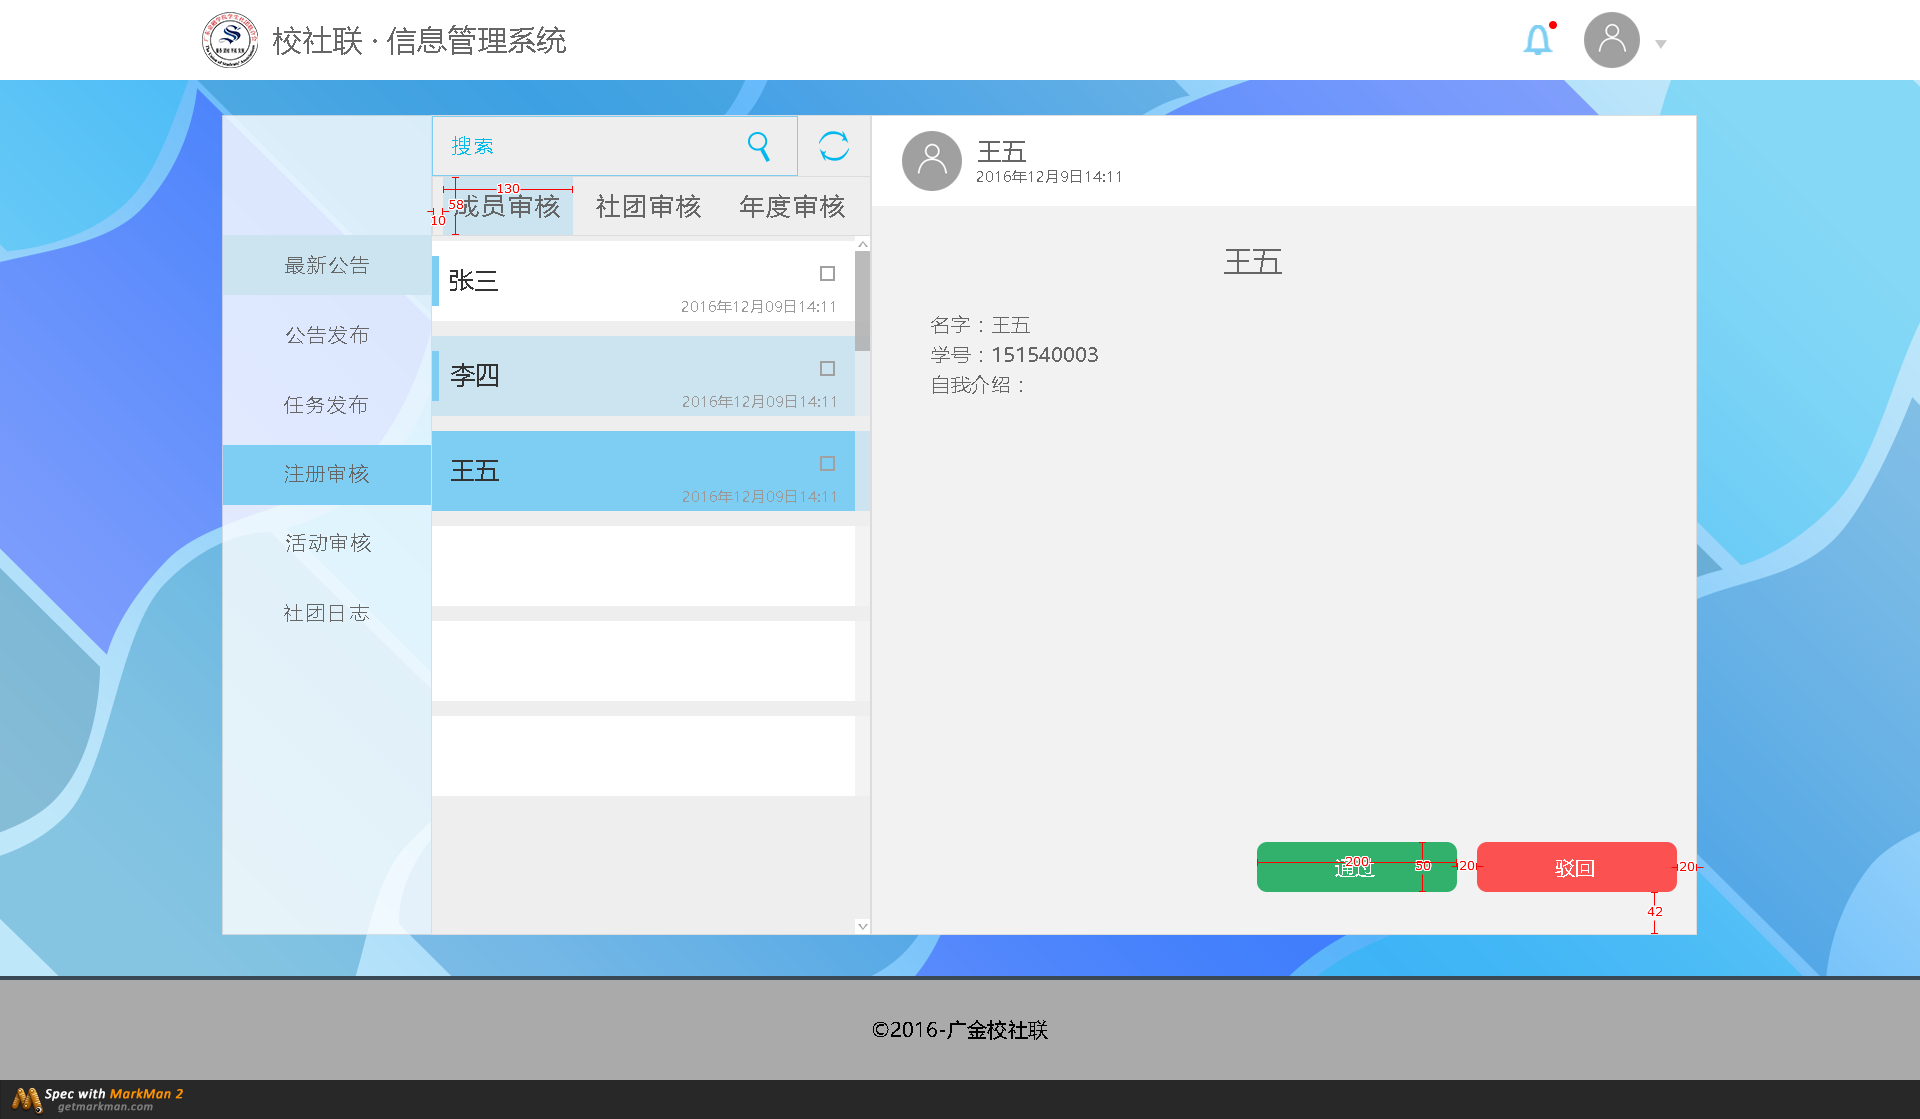 校社联 · 信息管理系统
搜索
成员审核 社团审核 年度审核
130
58
10
最新公告
公告发布
任务发布
注册审核
活动审核
社团日志
张三
2016年12月09日14:11
李四
2016年12月09日14:11
王五
2016年12月09日14:11
王五
2016年12月9日14:11
王五
名字：王五
学号：151540003
自我介绍：
通过
200
50
20
驳回
20
42
©2016-广金校社联
Spec with MarkMan 2
getmarkman.com